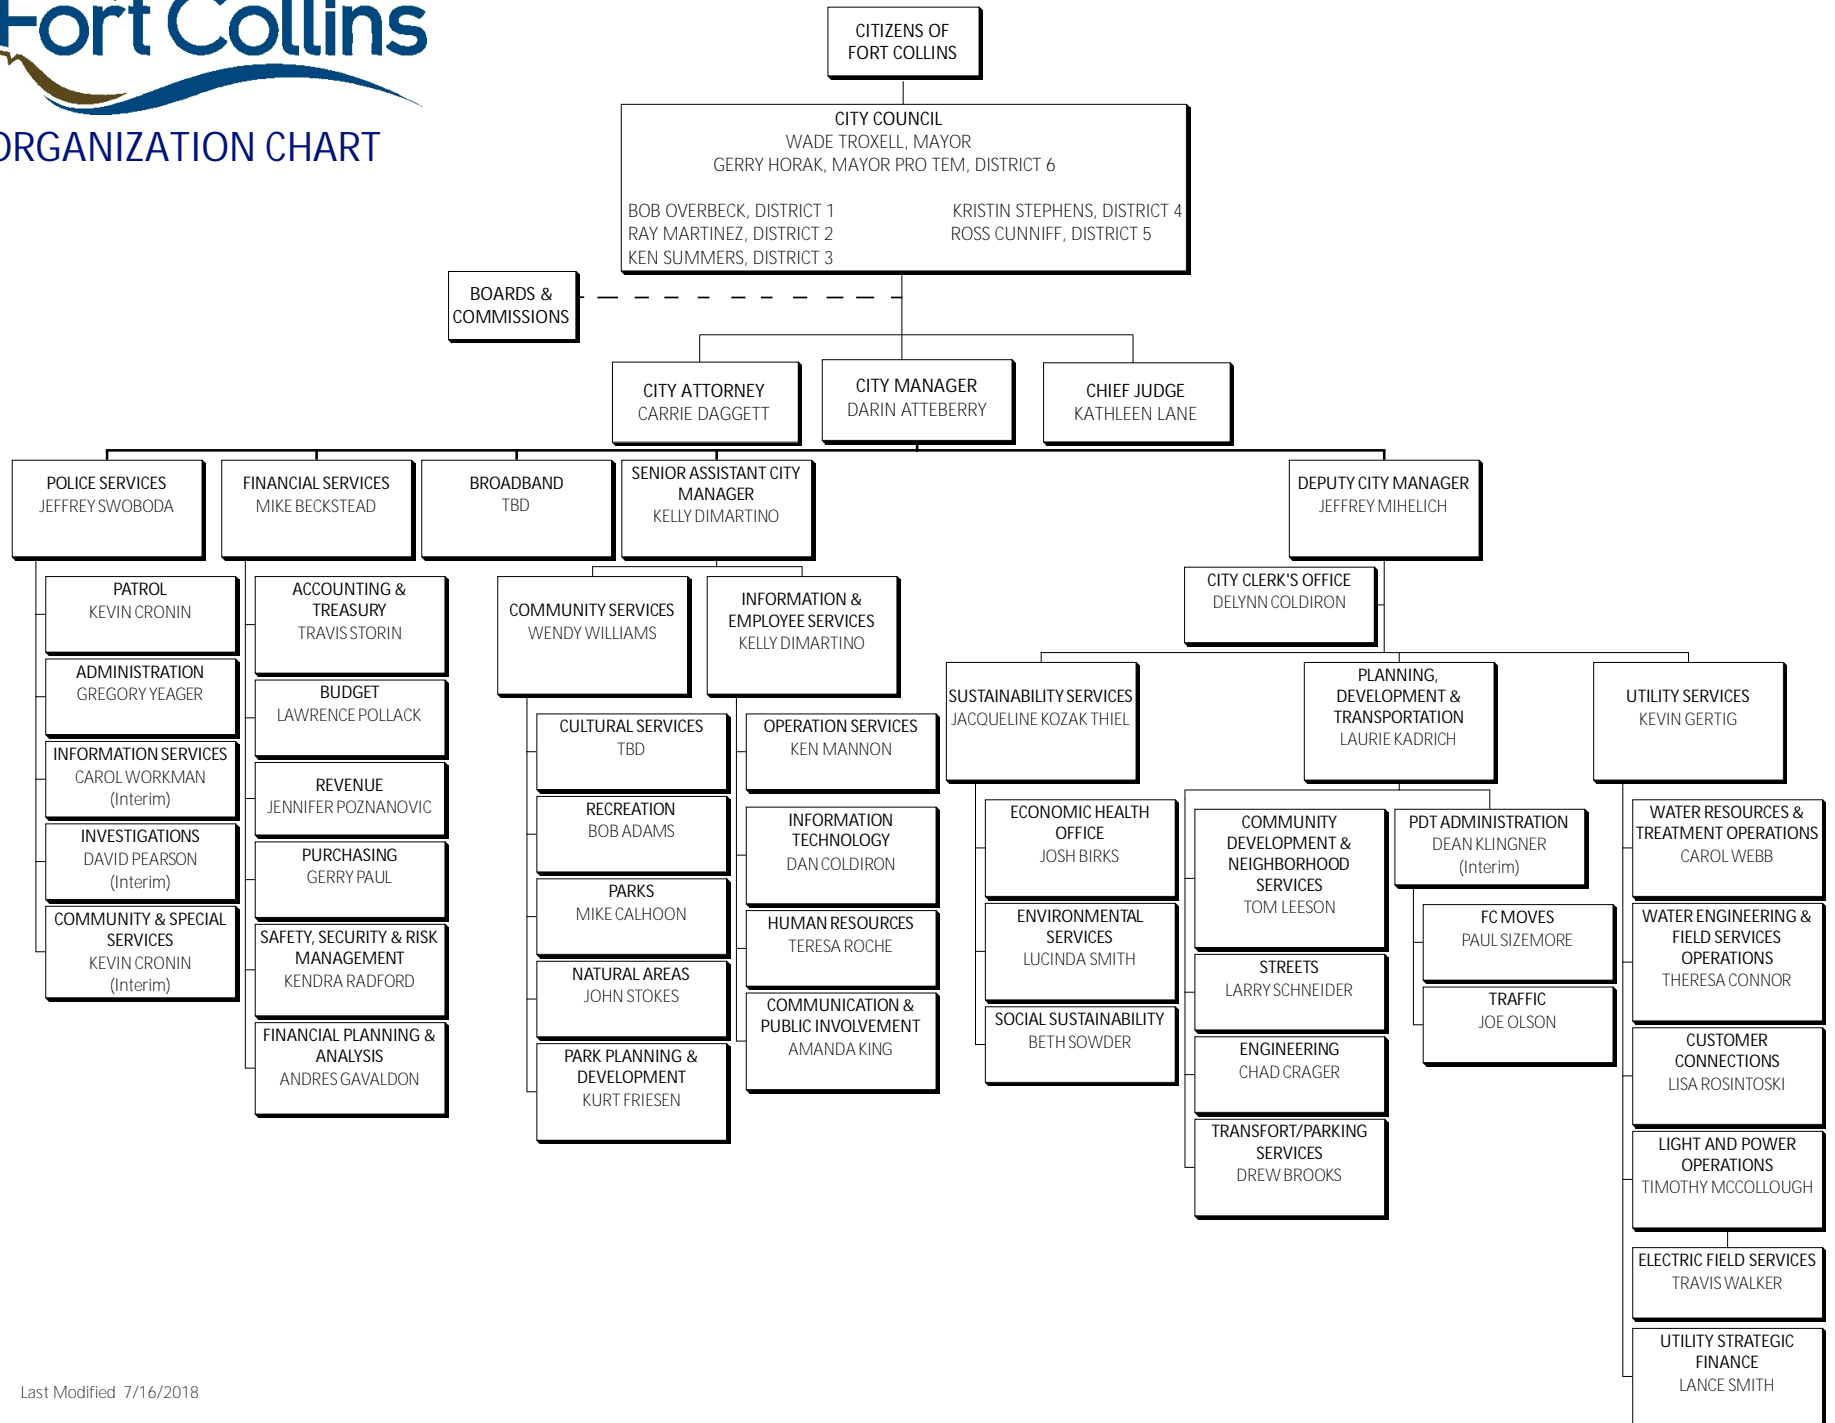 Fort Collins
ORGANIZATION CHART
CITIZENS OF
FORT COLLINS
CITY COUNCIL
WADE TROXELL, MAYOR
GERRY HORAK, MAYOR PRO TEM, DISTRICT 6
BOB OVERBECK, DISTRICT 1
RAY MARTINEZ, DISTRICT 2
KEN SUMMERS, DISTRICT 3
KRISTIN STEPHENS, DISTRICT 4
ROSS CUNNIFF, DISTRICT 5
BOARDS &
COMMISSIONS
CITY ATTORNEY
CARRIE DAGGETT
CITY MANAGER
DARIN ATTEBERRY
CHIEF JUDGE
KATHLEEN LANE
POLICE SERVICES
JEFFREY SWOBODA
FINANCIAL SERVICES
MIKE BECKSTEAD
BROADBAND
TBD
SENIOR ASSISTANT CITY
MANAGER
KELLY DIMARTINO
DEPUTY CITY MANAGER
JEFFREY MIHELICH
CITY CLERK'S OFFICE
DELYNN COLDIRON
PATROL
KEVIN CRONIN
ADMINISTRATION
GREGORY YEAGER
INFORMATION SERVICES
CAROL WORKMAN
(Interim)
INVESTIGATIONS
DAVID PEARSON
(Interim)
COMMUNITY & SPECIAL
SERVICES
KEVIN CRONIN
(Interim)
ACCOUNTING &
TREASURY
TRAVIS STORIN
BUDGET
LAWRENCE POLLACK
REVENUE
JENNIFER POZNANOVIC
PURCHASING
GERRY PAUL
SAFETY, SECURITY & RISK
MANAGEMENT
KENDRA RADFORD
FINANCIAL PLANNING &
ANALYSIS
ANDRES GAVALDON
COMMUNITY SERVICES
WENDY WILLIAMS
CULTURAL SERVICES
TBD
RECREATION
BOB ADAMS
PARKS
MIKE CALHOON
NATURAL AREAS
JOHN STOKES
PARK PLANNING &
DEVELOPMENT
KURT FRIESEN
INFORMATION &
EMPLOYEE SERVICES
KELLY DIMARTINO
OPERATION SERVICES
KEN MANNON
INFORMATION
TECHNOLOGY
DAN COLDIRON
HUMAN RESOURCES
TERESA ROCHE
COMMUNICATION &
PUBLIC INVOLVEMENT
AMANDA KING
SUSTAINABILITY SERVICES
JACQUELINE KOZAK THIEL
ECONOMIC HEALTH
OFFICE
JOSH BIRKS
ENVIRONMENTAL
SERVICES
LUCINDA SMITH
SOCIAL SUSTAINABILITY
BETH SOWDER
PLANNING,
DEVELOPMENT &
TRANSPORTATION
LAURIE KADRICH
COMMUNITY
DEVELOPMENT &
NEIGHBORHOOD
SERVICES
TOM LEESON
STREETS
LARRY SCHNEIDER
ENGINEERING
CHAD CRAGER
TRANSFORT/PARKING
SERVICES
DREW BROOKS
PDT ADMINISTRATION
DEAN KLINGNER
(Interim)
FC MOVES
PAUL SIZEMORE
TRAFFIC
JOE OLSON
UTILITY SERVICES
KEVIN GERTIG
WATER RESOURCES &
TREATMENT OPERATIONS
CAROL WEBB
WATER ENGINEERING &
FIELD SERVICES
OPERATIONS
THERESA CONNOR
CUSTOMER
CONNECTIONS
LISA ROSINTOSKI
LIGHT AND POWER
OPERATIONS
TIMOTHY MCCOLLOUGH
ELECTRIC FIELD SERVICES
TRAVIS WALKER
UTILITY STRATEGIC
FINANCE
LANCE SMITH
Last Modified 7/16/2018